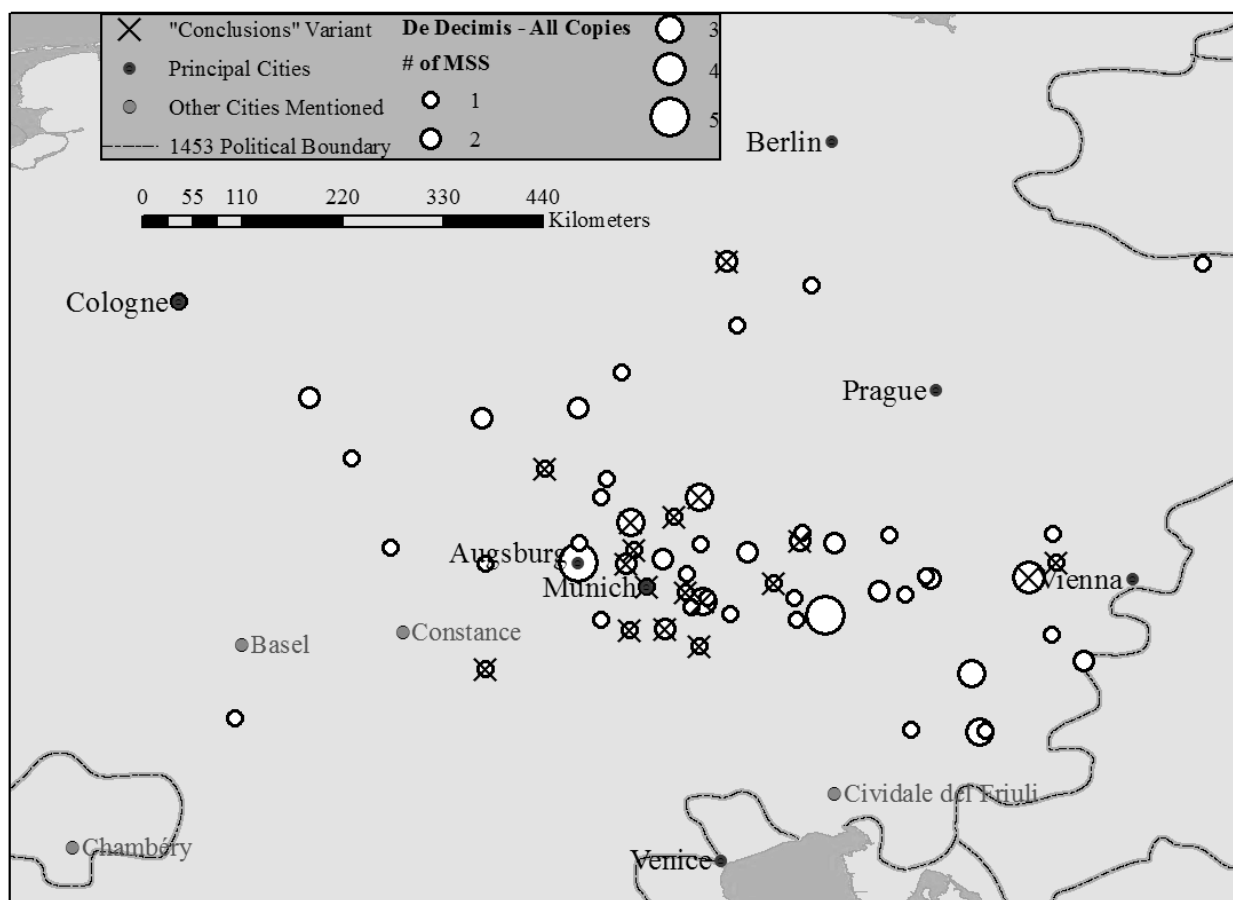 "Conclusions" Variant
Principal Cities
Other Cities Mentioned
1453 Political Boundary
De Decimis - All Copies
# of MSS
1
2
3
4
5
0 55 110 220 330 440
Kilometers
Berlin
Cologne
Prague
Augsburg
Munich
Vienna
Constance
Basel
Cividale del Friuli
Chambéry
Venice